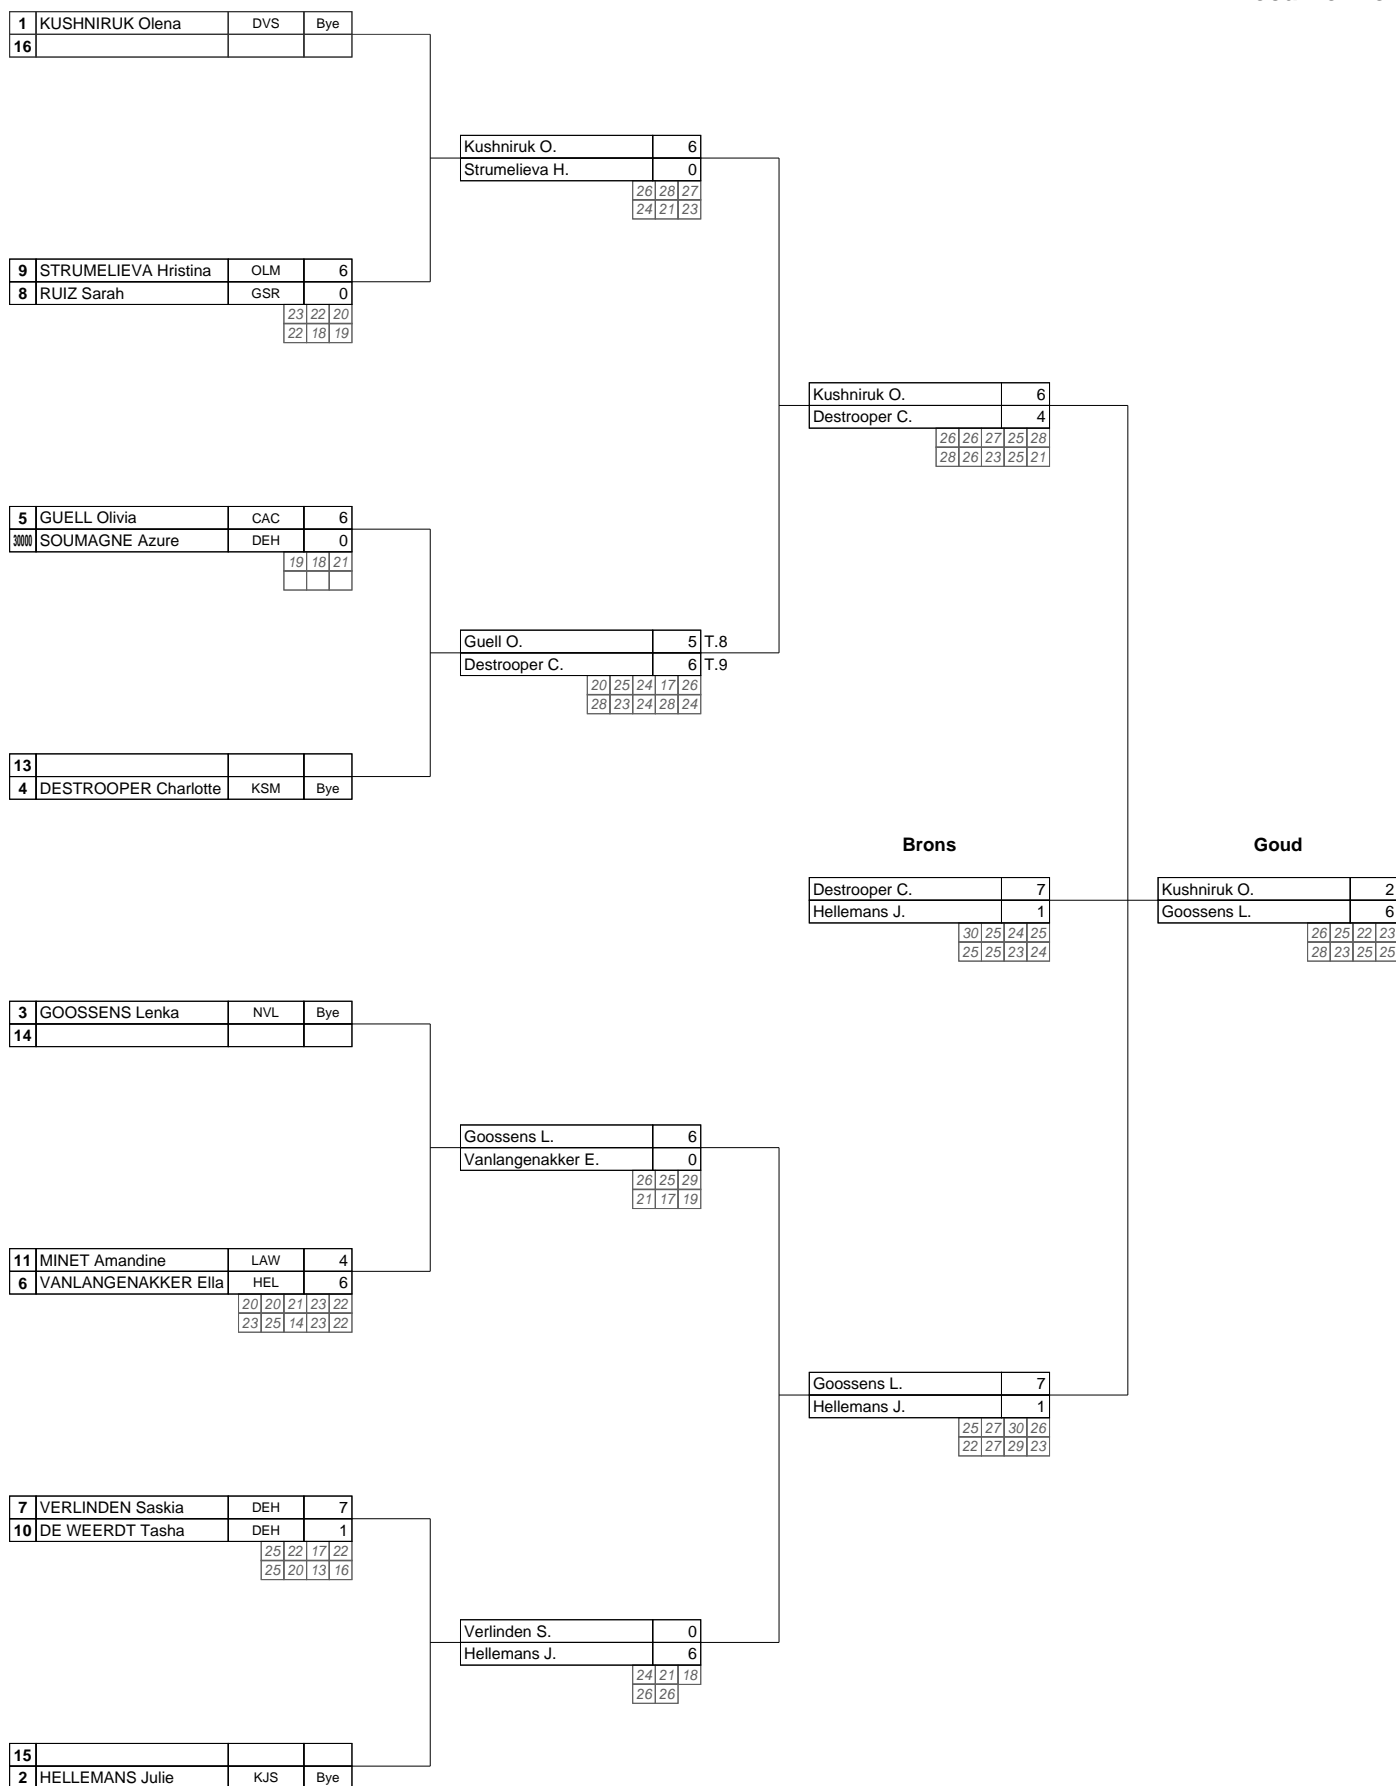 1 KUSHNIRUK Olena DVS Bye
16
Kushniruk O. 6
Strumelieva H. 0
26 28 27
24 21 23
9 STRUMELIEVA Hristina OLM 6
8 RUIZ Sarah GSR 0
23 22 20
22 18 19
Kushniruk O. 6
Destrooper C. 4
26 26 27 25 28
28 26 23 25 21
5 GUELL Olivia CAC 6
30000 SOUMAGNE Azure DEH 0
19 18 21
Guell O. 5 T.8
Destrooper C. 6 T.9
20 25 24 17 26
28 23 24 28 24
13
4 DESTROOPER Charlotte KSM Bye
Brons Goud
Destrooper C. 7 Kushniruk O. 2
Hellemans J. 1 Goossens L. 6
30 25 24 25 26 25 22 23
25 25 23 24 28 23 25 25
3 GOOSSENS Lenka NVL Bye
14
Goossens L. 6
Vanlangenakker E. 0
26 25 29
21 17 19
11 MINET Amandine LAW 4
6 VANLANGENAKKER Ella HEL 6
20 20 21 23 22
23 25 14 23 22
Goossens L. 7
Hellemans J. 1
25 27 30 26
22 27 29 23
7 VERLINDEN Saskia DEH 7
10 DE WEERDT Tasha DEH 1
25 22 17 22
25 20 13 16
Verlinden S. 0
Hellemans J. 6
24 21 18
26 26
15
2 HELLEMANS Julie KJS Bye